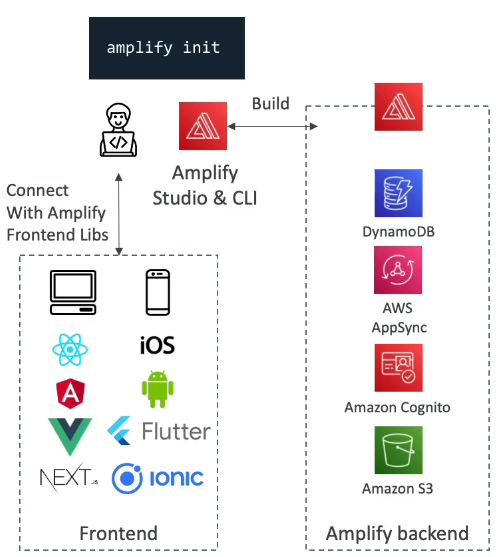 amplify init
Build
Amplify
Studio & CLI
Connect
With Amplify
Frontend Libs
iOS
Flutter
NEXT.JS
IONIC
Frontend
DynamoDB
AWS
AppSync
Amazon Cognito
Amazon S3
Amplify backend